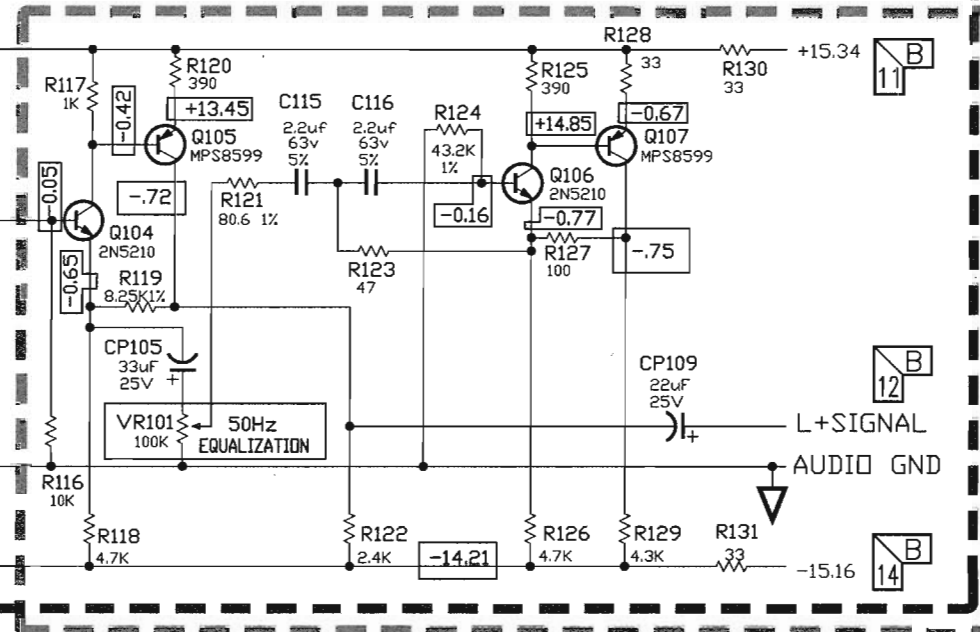 R128
33
+15.34
B
11
R117
1K
R120
390
R125
390
R130
33
-0.42
+13.45
C115
2.2uf
63v
5%
C116
2.2uf
63v
5%
R124
43.2K
1%
+14.85
-0.67
Q105
MPS8599
Q107
MPS8599
-0.05
-.72
R121
80.6 1%
Q106
2N5210
-0.16
-0.77
Q104
2N5210
R123
47
R127
100
-.75
-0.65
R119
8.25K1%
CP105
33uF
25V
+
CP109
22uF
25V
+
B
12
L+SIGNAL
VR101
100K
50Hz
EQUALIZATION
AUDIO GND
R116
10K
R118
4.7K
R122
2.4K
-14.21
R126
4.7K
R129
4.3K
R131
33
-15.16
B
14